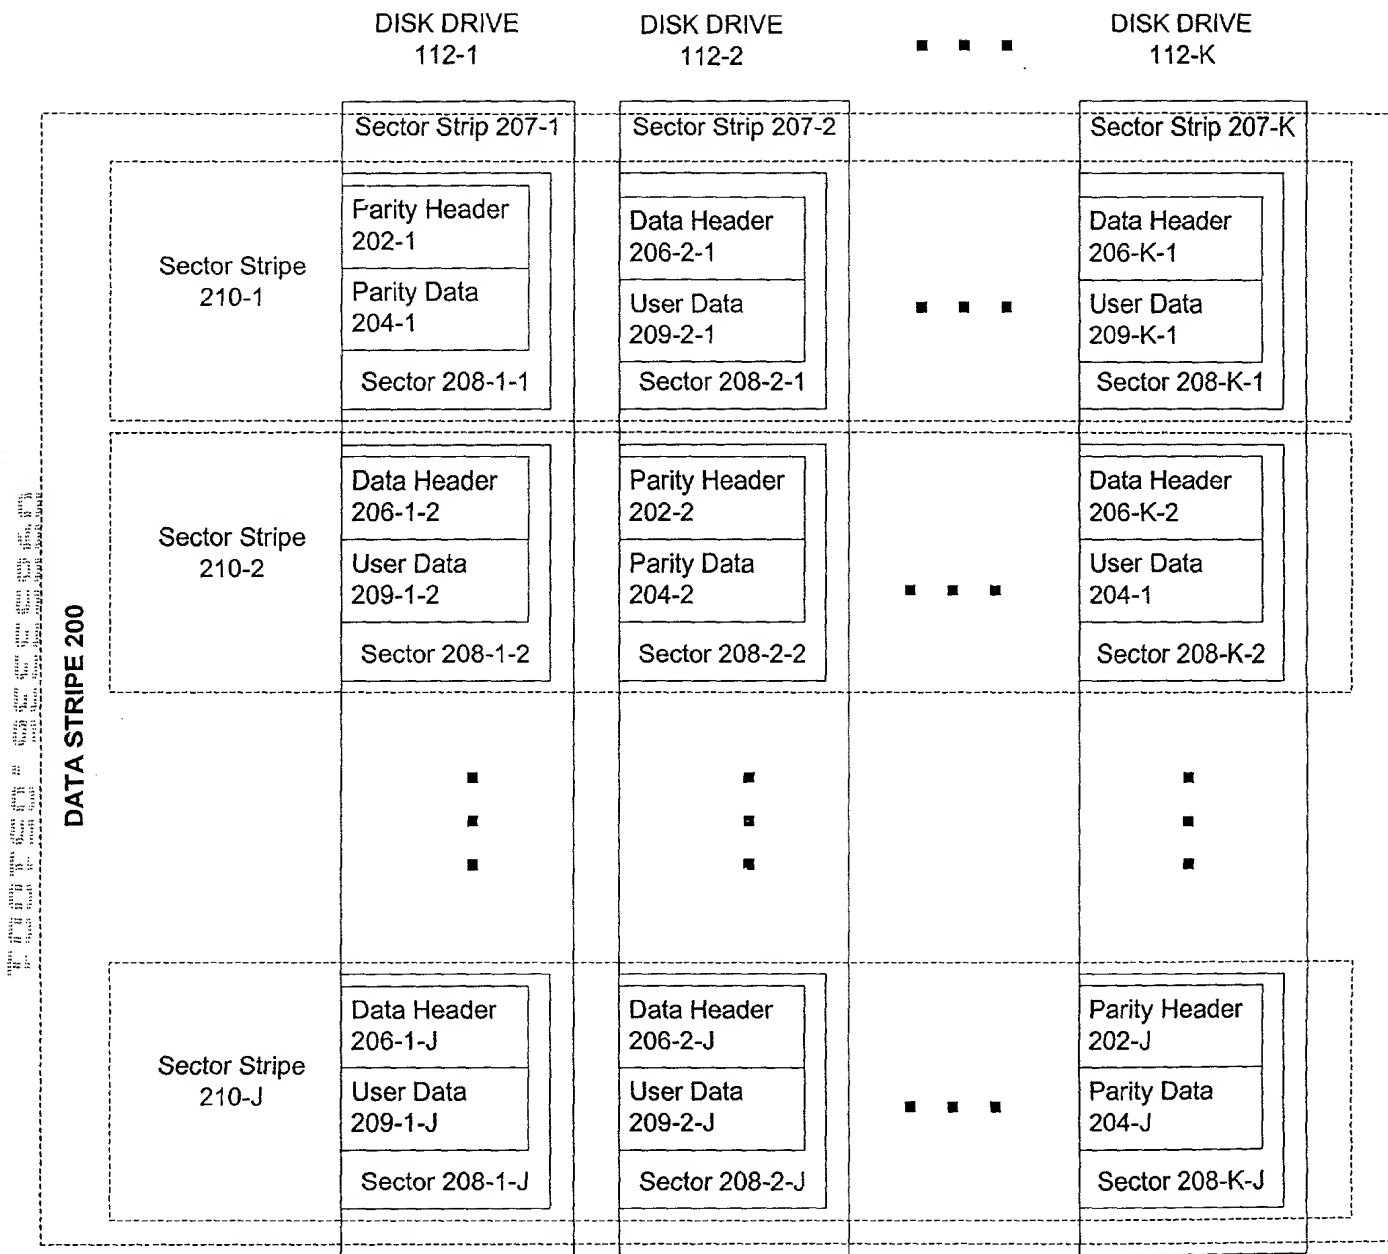 DISK DRIVE
112-1
DISK DRIVE
112-2
DISK DRIVE
112-K
Sector Strip 207-1
Sector Strip 207-2
Sector Strip 207-K
Sector Stripe
210-1
Parity Header
202-1
Parity Data
204-1
Sector 208-1-1
Data Header
206-2-1
User Data
209-2-1
Sector 208-2-1
Data Header
206-K-1
User Data
209-K-1
Sector 208-K-1
Sector Stripe
210-2
Data Header
206-1-2
User Data
209-1-2
Sector 208-1-2
Parity Header
202-2
Parity Data
204-2
Sector 208-2-2
Data Header
206-K-2
User Data
204-1
Sector 208-K-2
DATA STRIPE 200
Sector Stripe
210-J
Data Header
206-1-J
User Data
209-1-J
Sector 208-1-J
Data Header
206-2-J
User Data
209-2-J
Sector 208-2-J
Parity Header
202-J
Parity Data
204-J
Sector 208-K-J